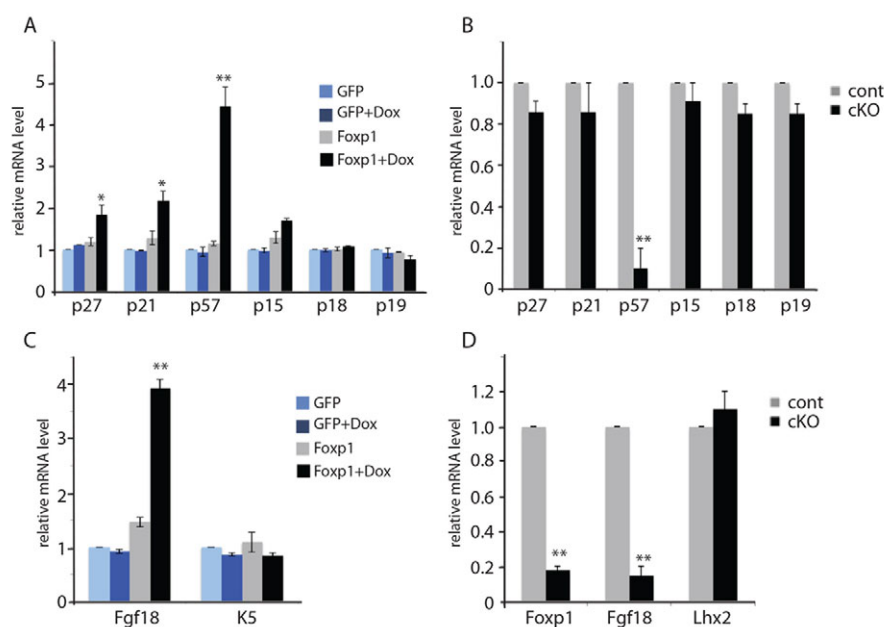 A
relative mRNA level
5
4
3
2
1
0
*
*
**
GFP
GFP+Dox
Foxp1
Foxp1+Dox
p27 p21 p57 p15 p18 p19
B
relative mRNA level
1.0
0.8
0.6
0.4
0.2
0
**
cont
cKO
p27 p21 p57 p15 p18 p19
C
relative mRNA level
4
3
2
1
0
**
GFP
GFP+Dox
Foxp1
Foxp1+Dox
Fgf18 K5
D
relative mRNA level
1.2
1.0
0.8
0.6
0.4
0.2
0
**
**
cont
cKO
Foxp1 Fgf18 Lhx2